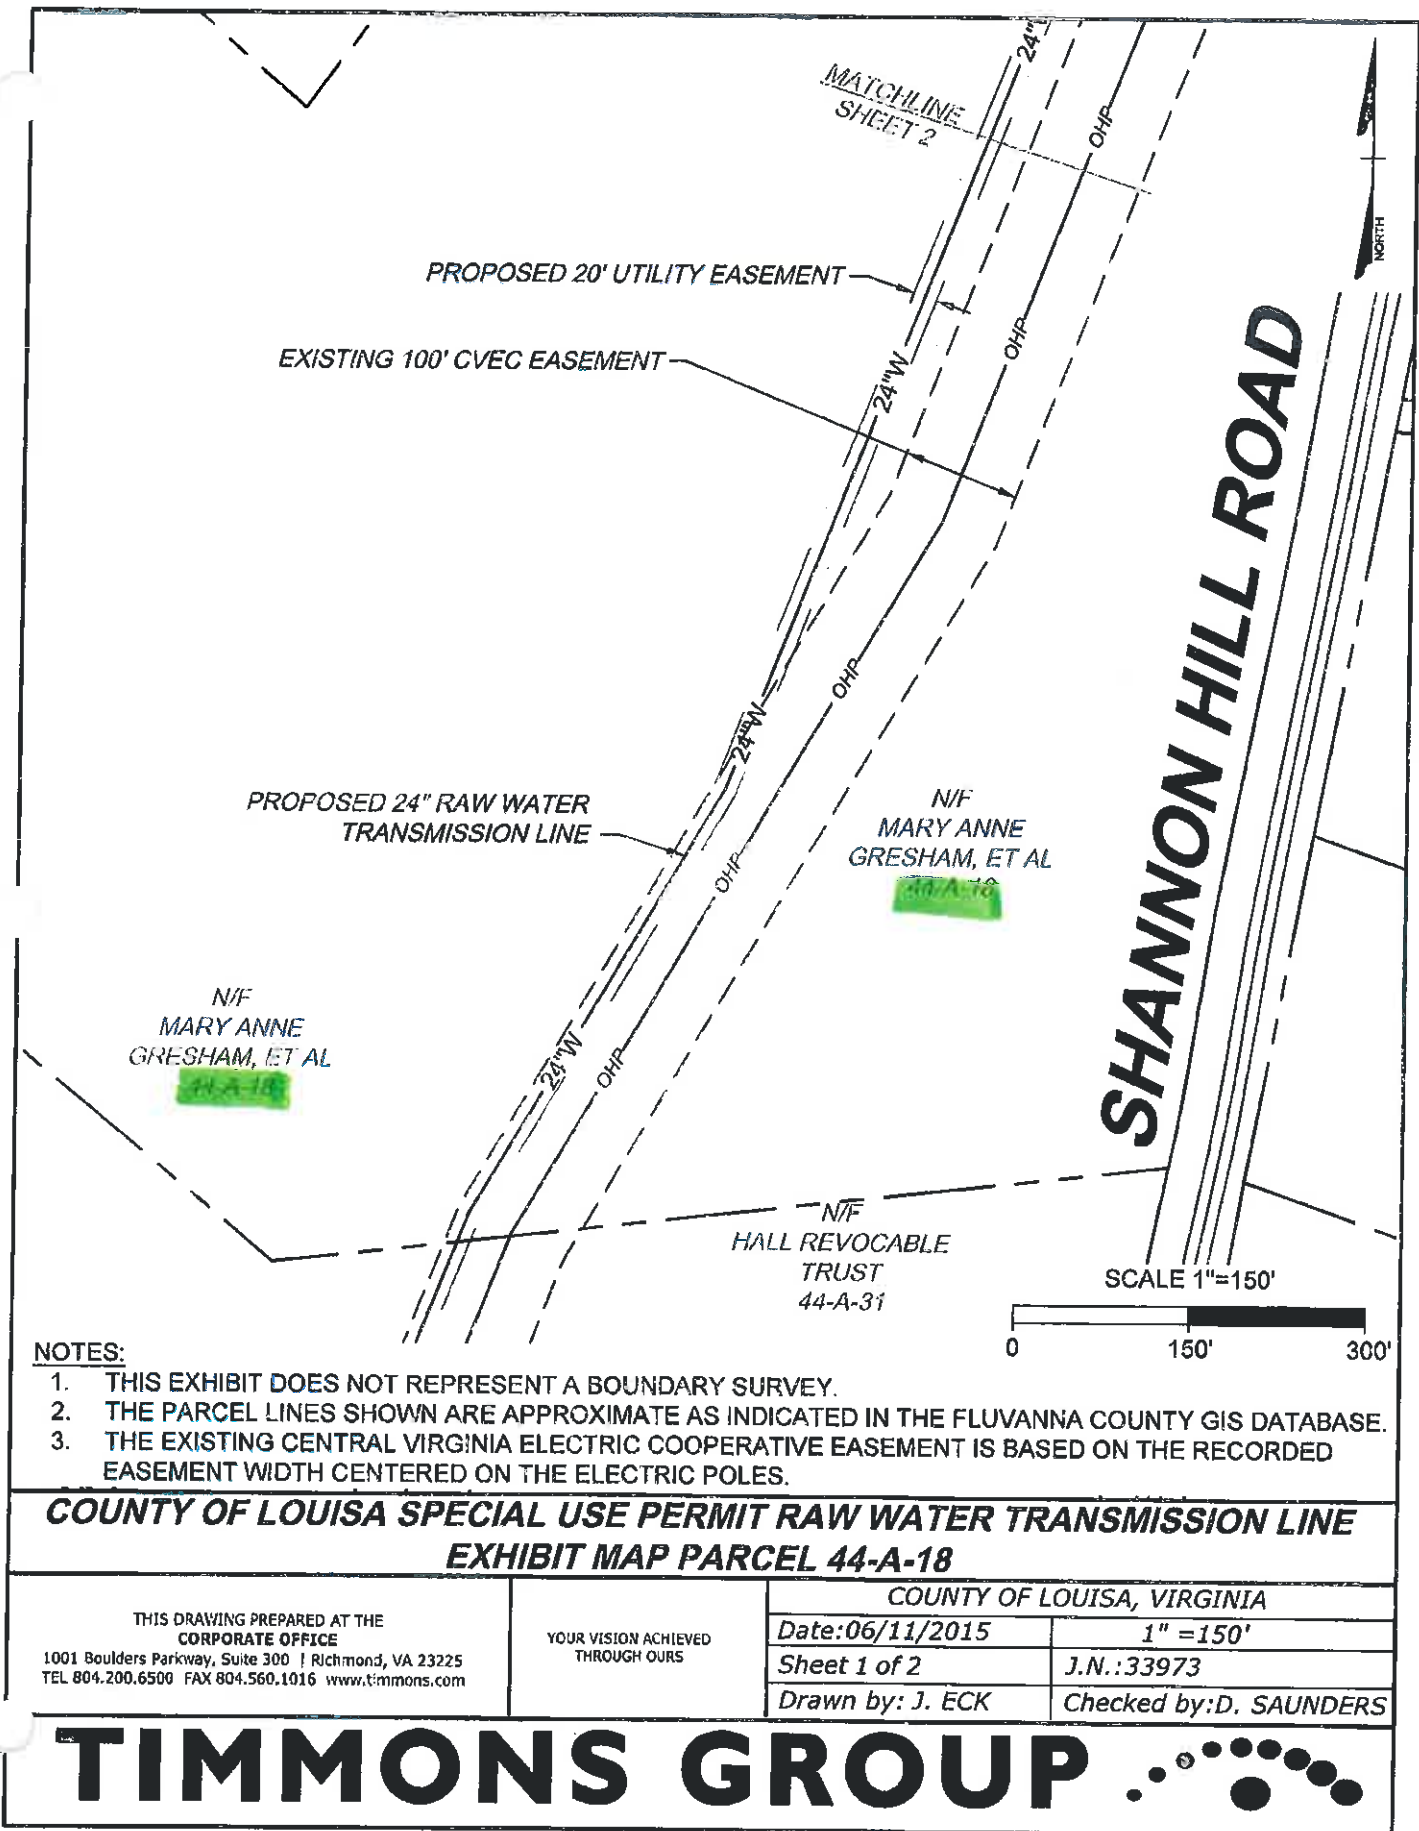 24"W
MATCHLINE
SHEET 2
OHP
NORTH
PROPOSED 20' UTILITY EASEMENT
OHP
EXISTING 100' CVEC EASEMENT
24"W
SHANNON HILL ROAD
OHP
24"W
PROPOSED 24" RAW WATER
TRANSMISSION LINE
N/F
MARY ANNE
GRESHAM, ET AL
44-A-18
OHP
N/F
MARY ANNE
GRESHAM, ET AL
44-A-18
24"W
OHP
N/F
HALL REVOCABLE
TRUST
44-A-31
SCALE 1"=150'
0 150' 300'
NOTES:
1. THIS EXHIBIT DOES NOT REPRESENT A BOUNDARY SURVEY.
2. THE PARCEL LINES SHOWN ARE APPROXIMATE AS INDICATED IN THE FLUVANNA COUNTY GIS DATABASE.
3. THE EXISTING CENTRAL VIRGINIA ELECTRIC COOPERATIVE EASEMENT IS BASED ON THE RECORDED
EASEMENT WIDTH CENTERED ON THE ELECTRIC POLES.
COUNTY OF LOUISA SPECIAL USE PERMIT RAW WATER TRANSMISSION LINE
EXHIBIT MAP PARCEL 44-A-18
THIS DRAWING PREPARED AT THE
CORPORATE OFFICE
1001 Boulders Parkway, Suite 300 | Richmond, VA 23225
TEL 804.200.6500 FAX 804.560.1016 www.timmons.com
YOUR VISION ACHIEVED
THROUGH OURS
COUNTY OF LOUISA, VIRGINIA
Date:06/11/2015 1" =150'
Sheet 1 of 2 J.N.:33973
Drawn by: J. ECK Checked by:D. SAUNDERS
TIMMONS GROUP